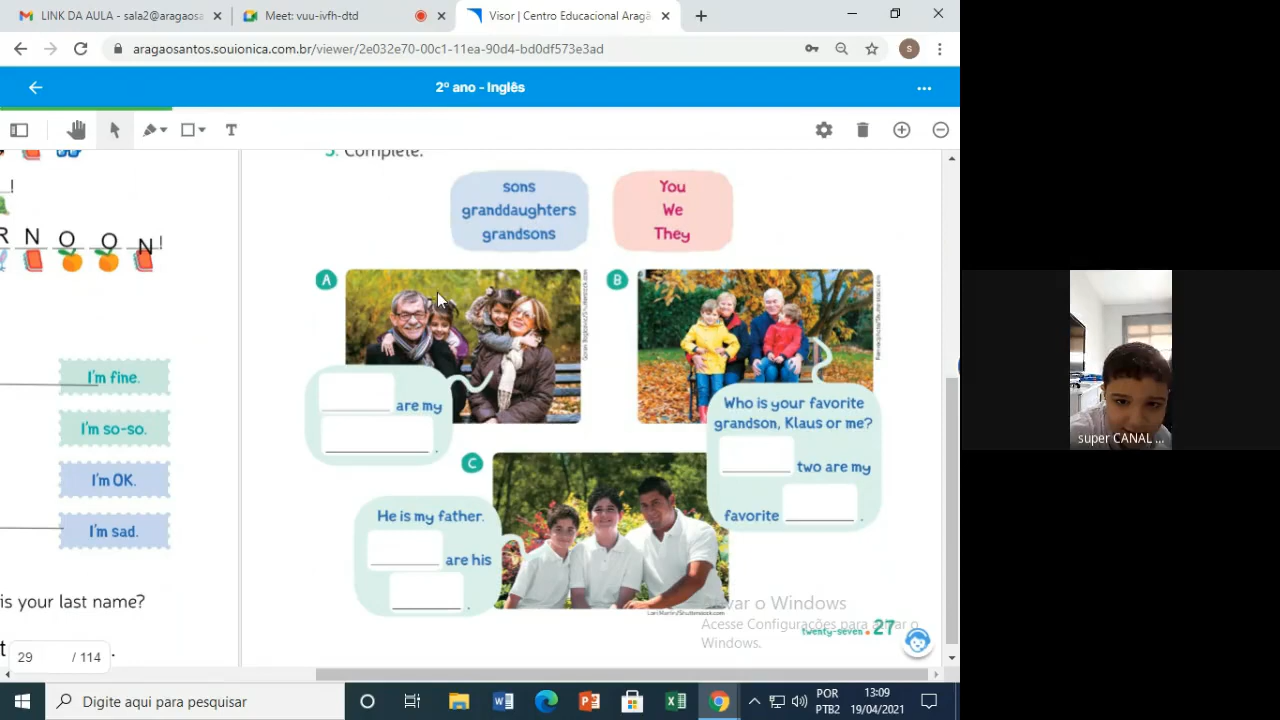 LINK DA AULA - sala2@aragaos
Meet: vuu-ivfh-dtd
Visor | Centro Educacional Aragã
aragaosantos.souionica.com.br/viewer/2e032e70-00c1-11ea-90d4-bd0df573e3ad
S
2º ano - Inglês
T
Complete.
sons
granddaughters
grandsons
You
We
They
!
R N O O N!
A
B
are my
.
Who is your favorite
grandson, Klaus or me?
two are my
favorite .
C
He is my father.
are his
.
I'm fine.
I'm so-so.
I'm OK.
I'm sad.
is your last name?
29 / 114
twenty-seven • 27
var o Windows
Acesse Configurações para ativar o
Windows.
super CANAL ...
Digite aqui para pesquisar
POR
PTB2
13:09
19/04/2021